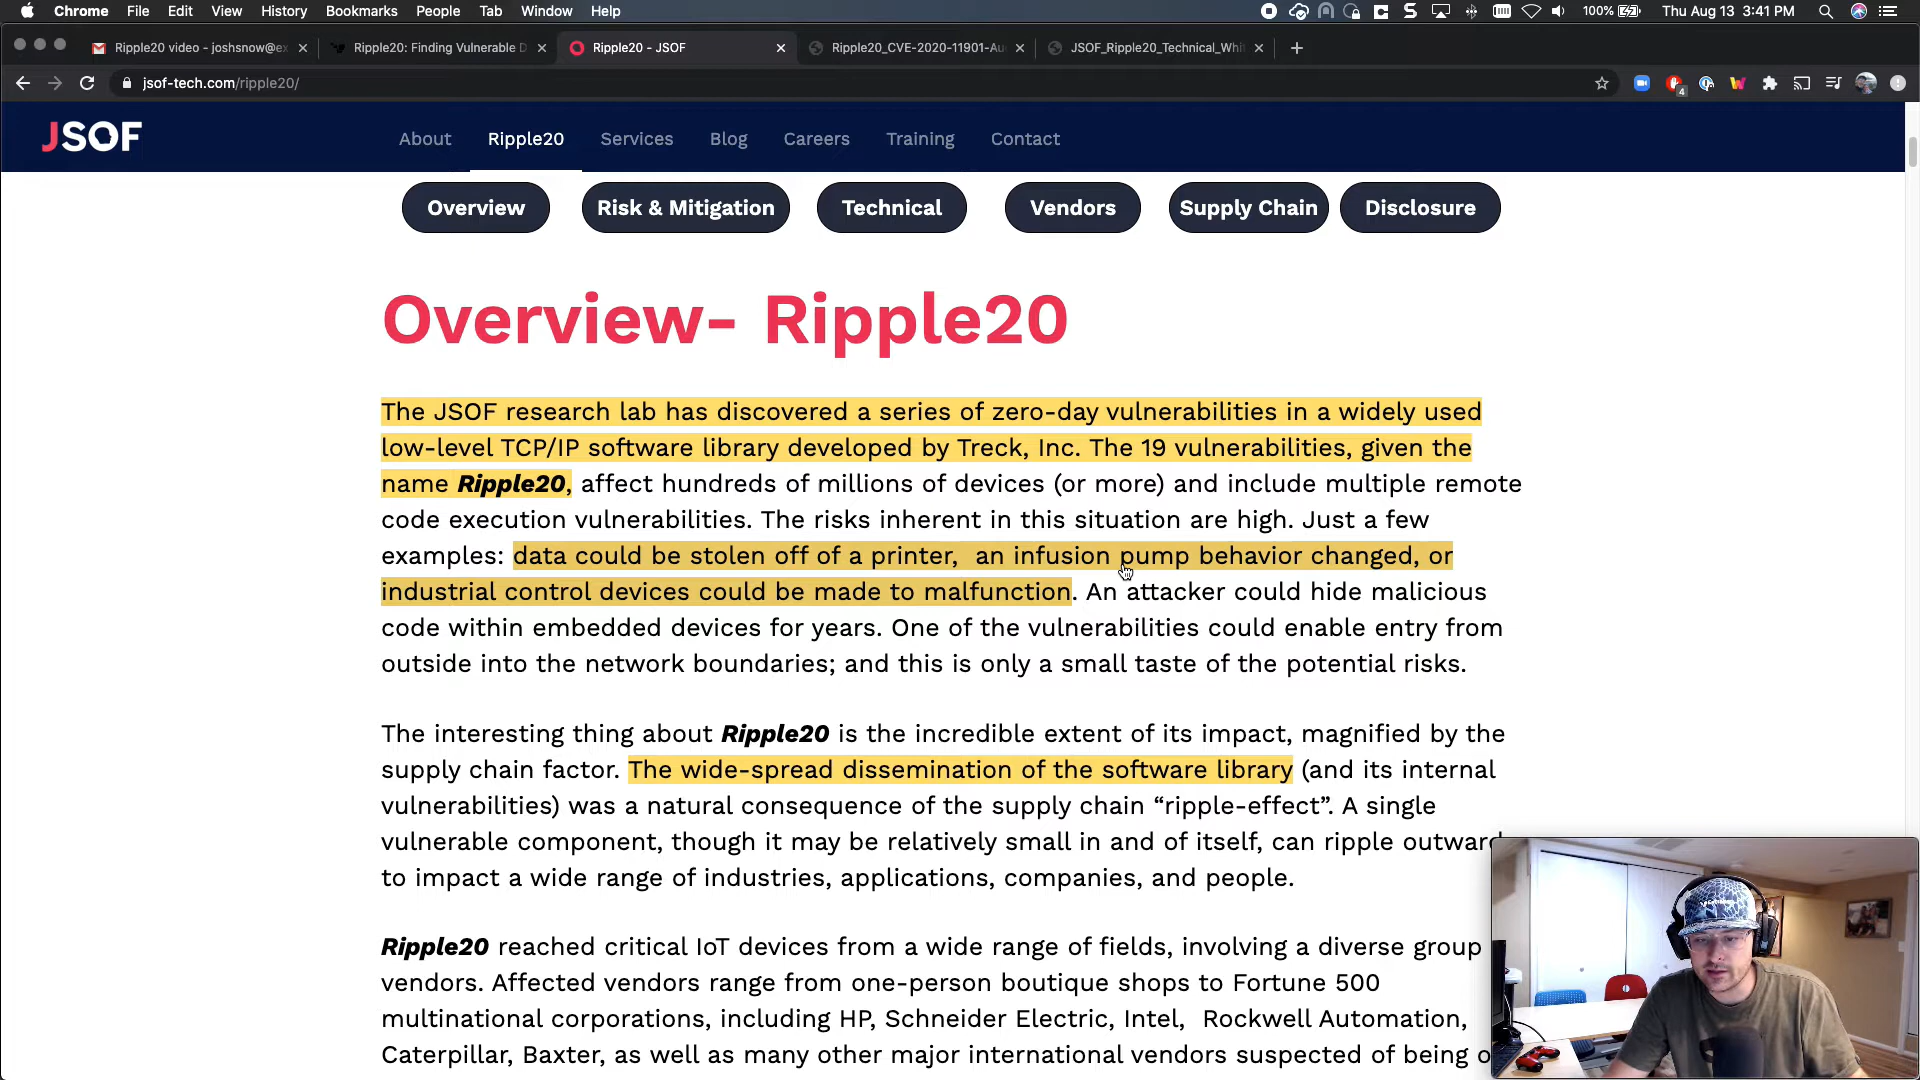 Chrome File Edit View History Bookmarks People Tab Window Help 100% Thu Aug 13 3:41 PM
Ripple20 video - joshsnow@ex Ripple20: Finding Vulnerable D Ripple20 - JSOF Ripple20_CVE-2020-11901-Au JSOF_Ripple20_Technical_Whit
jsof-tech.com/ripple20/ 4
JSOF About Ripple20 Services Blog Careers Training Contact
Overview Risk & Mitigation Technical Vendors Supply Chain Disclosure
Overview- Ripple20
The JSOF research lab has discovered a series of zero-day vulnerabilities in a widely used
low-level TCP/IP software library developed by Treck, Inc. The 19 vulnerabilities, given the
name Ripple20, affect hundreds of millions of devices (or more) and include multiple remote
code execution vulnerabilities. The risks inherent in this situation are high. Just a few
examples: data could be stolen off of a printer, an infusion pump behavior changed, or
industrial control devices could be made to malfunction. An attacker could hide malicious
code within embedded devices for years. One of the vulnerabilities could enable entry from
outside into the network boundaries; and this is only a small taste of the potential risks.
The interesting thing about Ripple20 is the incredible extent of its impact, magnified by the
supply chain factor. The wide-spread dissemination of the software library (and its internal
vulnerabilities) was a natural consequence of the supply chain “ripple-effect”. A single
vulnerable component, though it may be relatively small in and of itself, can ripple outward
to impact a wide range of industries, applications, companies, and people.
Ripple20 reached critical IoT devices from a wide range of fields, involving a diverse group
vendors. Affected vendors range from one-person boutique shops to Fortune 500
multinational corporations, including HP, Schneider Electric, Intel, Rockwell Automation,
Caterpillar, Baxter, as well as many other major international vendors suspected of being o